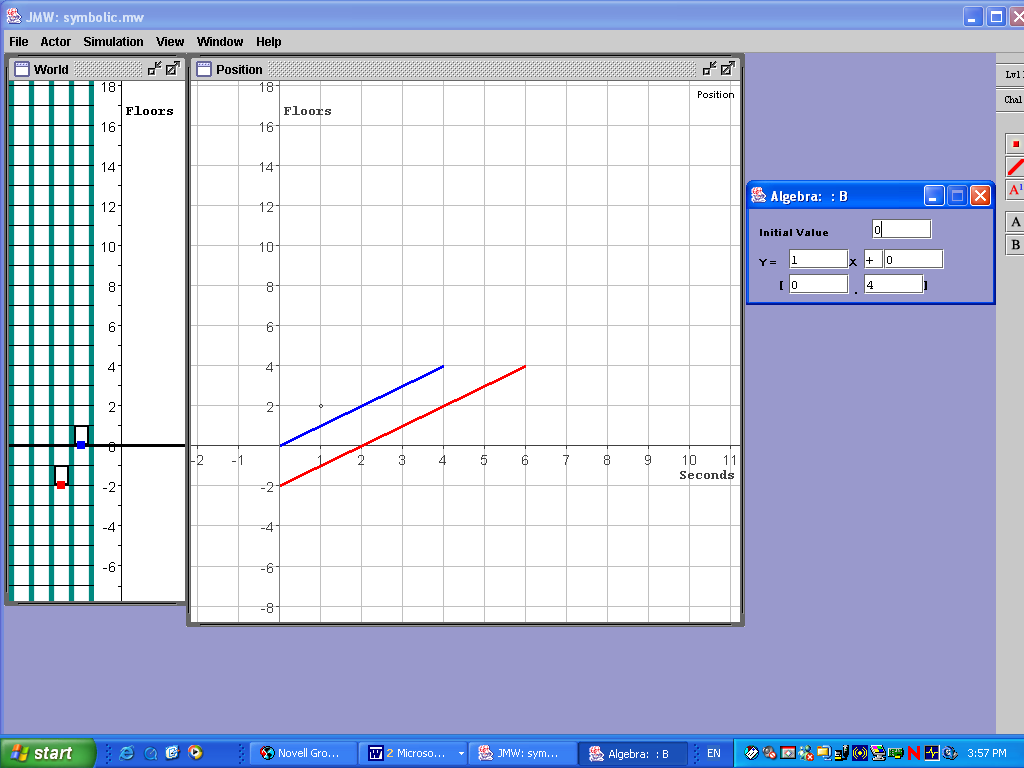 JMW: symbolic.mw
File Actor Simulation View Window Help
World
Floors
18
16
14
12
10
8
6
4
2
0
-2
-4
-6
Position
Position
Floors
18
16
14
12
10
8
6
4
2
-2
-4
-6
-8
-2 -1 1 2 3 4 5 6 7 8 9 10 11
Seconds
Algebra: : B
Initial Value 0
Y = 1 X + 0
[ 0 . 4 ]
Lvl 1
Chal
A
B
start
Novell Gro...
2 Microso...
JMW: sym...
Algebra: : B
EN
3:57 PM